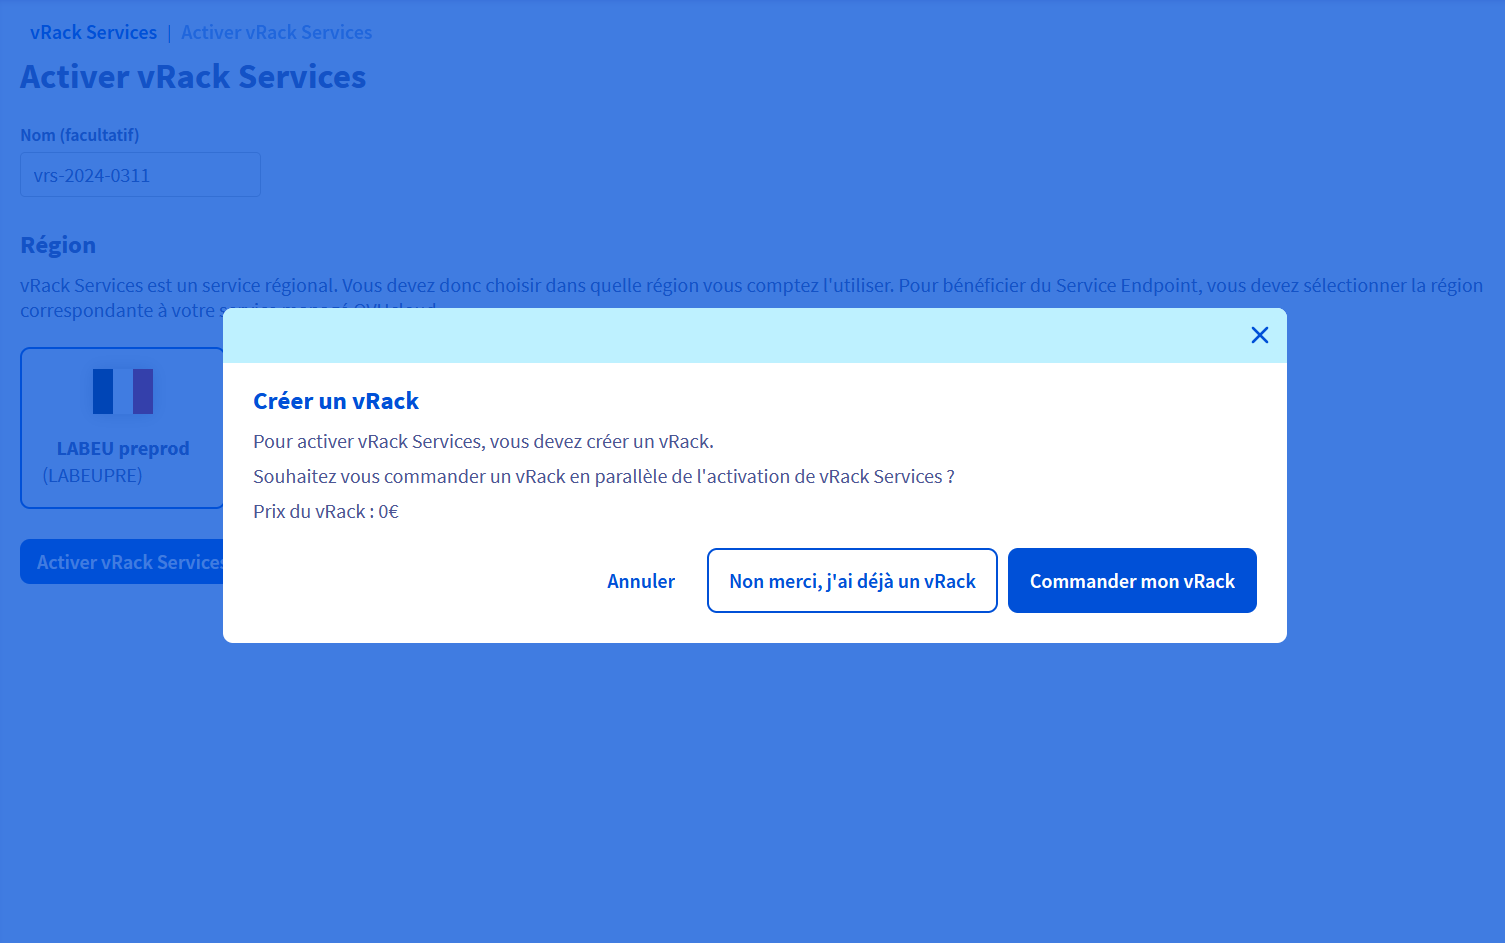 vRack Services | Activer vRack Services
Activer vRack Services
Nom (facultatif)
vrs-2024-0311
Région
vRack Services est un service régional. Vous devez donc choisir dans quelle région vous comptez l'utiliser. Pour bénéficier du Service Endpoint, vous devez sélectionner la région
correspondante à votre service managé OVHcloud.
LABEU preprod
(LABEUPRE)
Activer vRack Services
Créer un vRack
Pour activer vRack Services, vous devez créer un vRack.
Souhaitez vous commander un vRack en parallèle de l'activation de vRack Services ?
Prix du vRack : 0€
Annuler
Non merci, j'ai déjà un vRack
Commander mon vRack